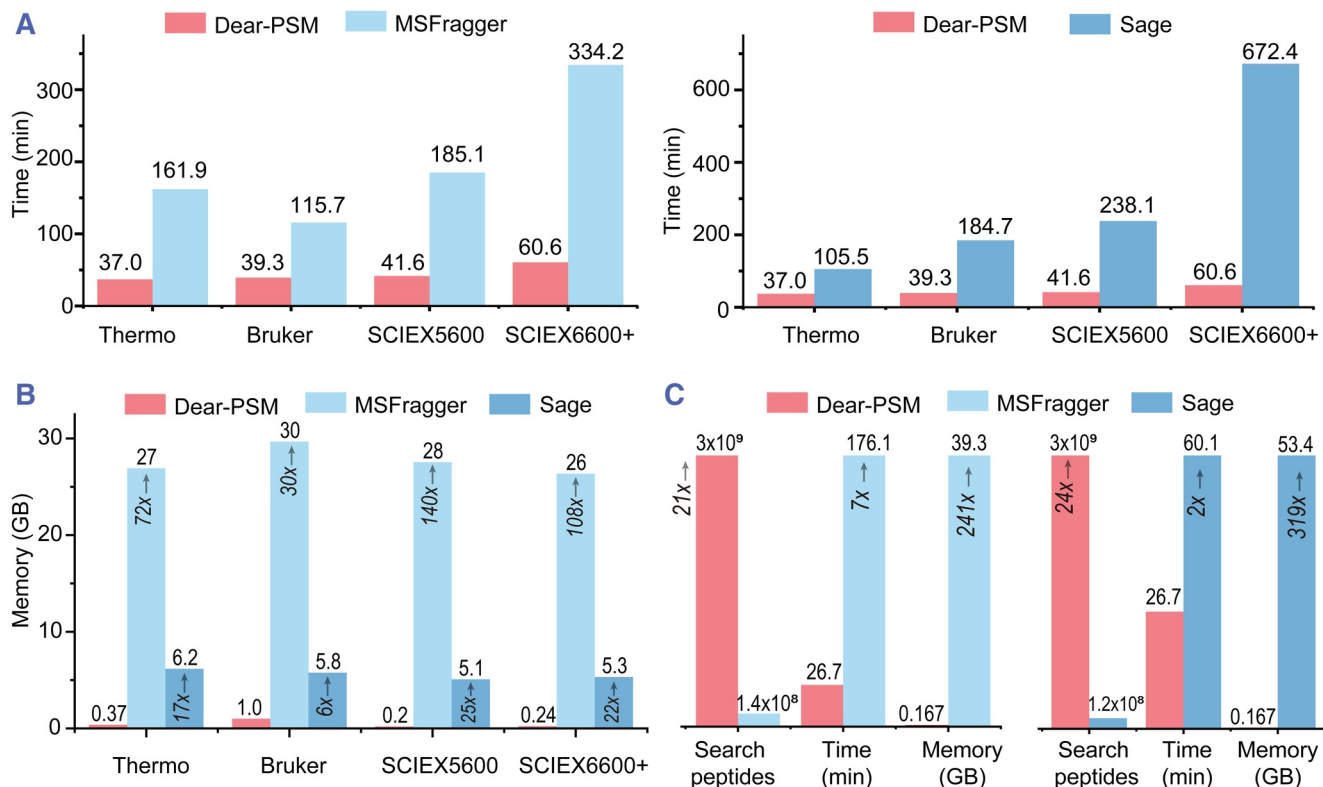 A
Dear-PSM
MSFragger
Time (min)
300
200
100
0
37.0
161.9
39.3
115.7
41.6
185.1
60.6
334.2
Thermo
Bruker
SCIEX5600
SCIEX6600+
Dear-PSM
Sage
Time (min)
600
400
200
0
37.0
105.5
39.3
184.7
41.6
238.1
60.6
672.4
Thermo
Bruker
SCIEX5600
SCIEX6600+
B
Dear-PSM
MSFragger
Sage
Memory (GB)
30
20
10
0
0.37
27
72x→
6.2
17x→
1.0
30
30x→
5.8
6x→
0.2
28
140x→
5.1
25x→
0.24
26
108x→
5.3
22x→
Thermo
Bruker
SCIEX5600
SCIEX6600+
C
Dear-PSM
MSFragger
Sage
21x→
3x10⁹
1.4x10⁸
26.7
176.1
7x→
0.167
39.3
241x→
Search
peptides
Time
(min)
Memory
(GB)
3x10⁹
24x→
1.2x10⁸
26.7
60.1
2x→
0.167
53.4
319x→
Search
peptides
Time
(min)
Memory
(GB)